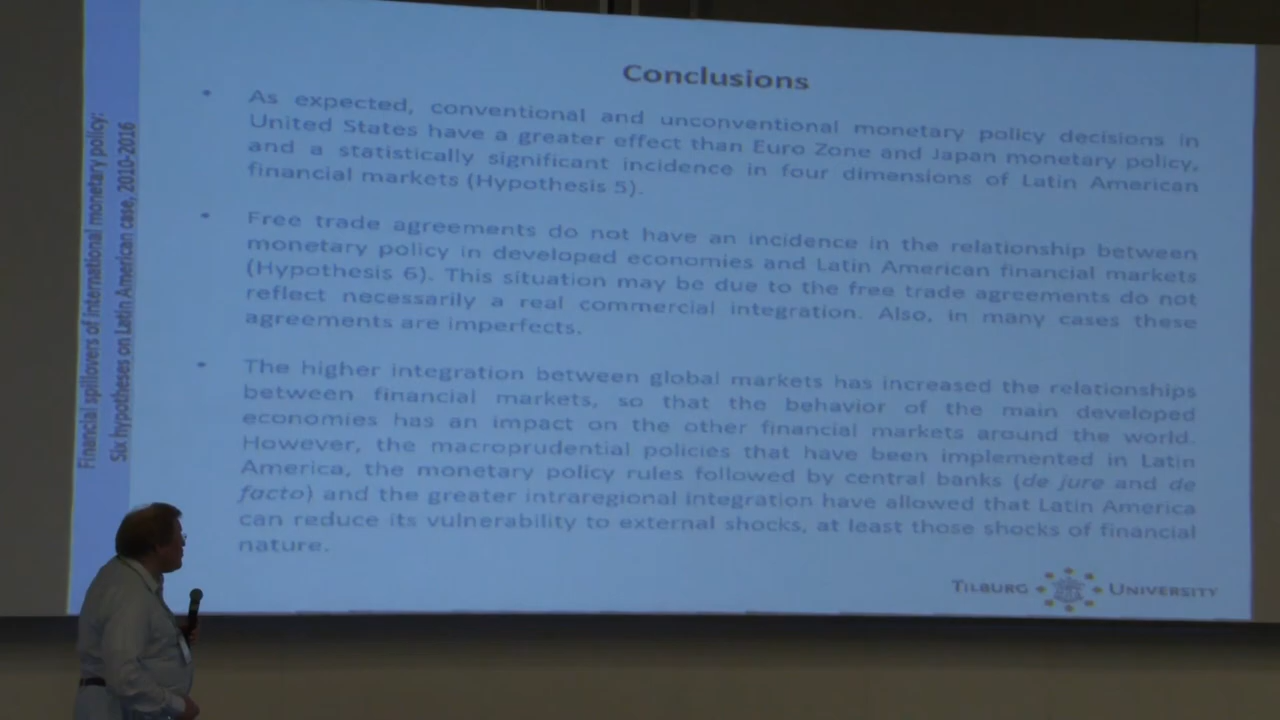 Conclusions
• As expected, conventional and unconventional monetary policy decisions in
United States have a greater effect than Euro Zone and Japan monetary policy,
and a statistically significant incidence in four dimensions of Latin American
financial markets (Hypothesis 5).
• Free trade agreements do not have an incidence in the relationship between
monetary policy in developed economies and Latin American financial markets
(Hypothesis 6). This situation may be due to the free trade agreements do not
reflect necessarily a real commercial integration. Also, in many cases these
agreements are imperfects.
• The higher integration between global markets has increased the relationships
between financial markets, so that the behavior of the main developed
economies has an impact on the other financial markets around the world.
However, the macroprudential policies that have been implemented in Latin
America, the monetary policy rules followed by central banks (de jure and de
facto) and the greater intraregional integration have allowed that Latin America
can reduce its vulnerability to external shocks, at least those shocks of financial
nature.
Financial spillovers of international monetary policy:
Six hypotheses on Latin American case, 2010-2016
TILBURG UNIVERSITY